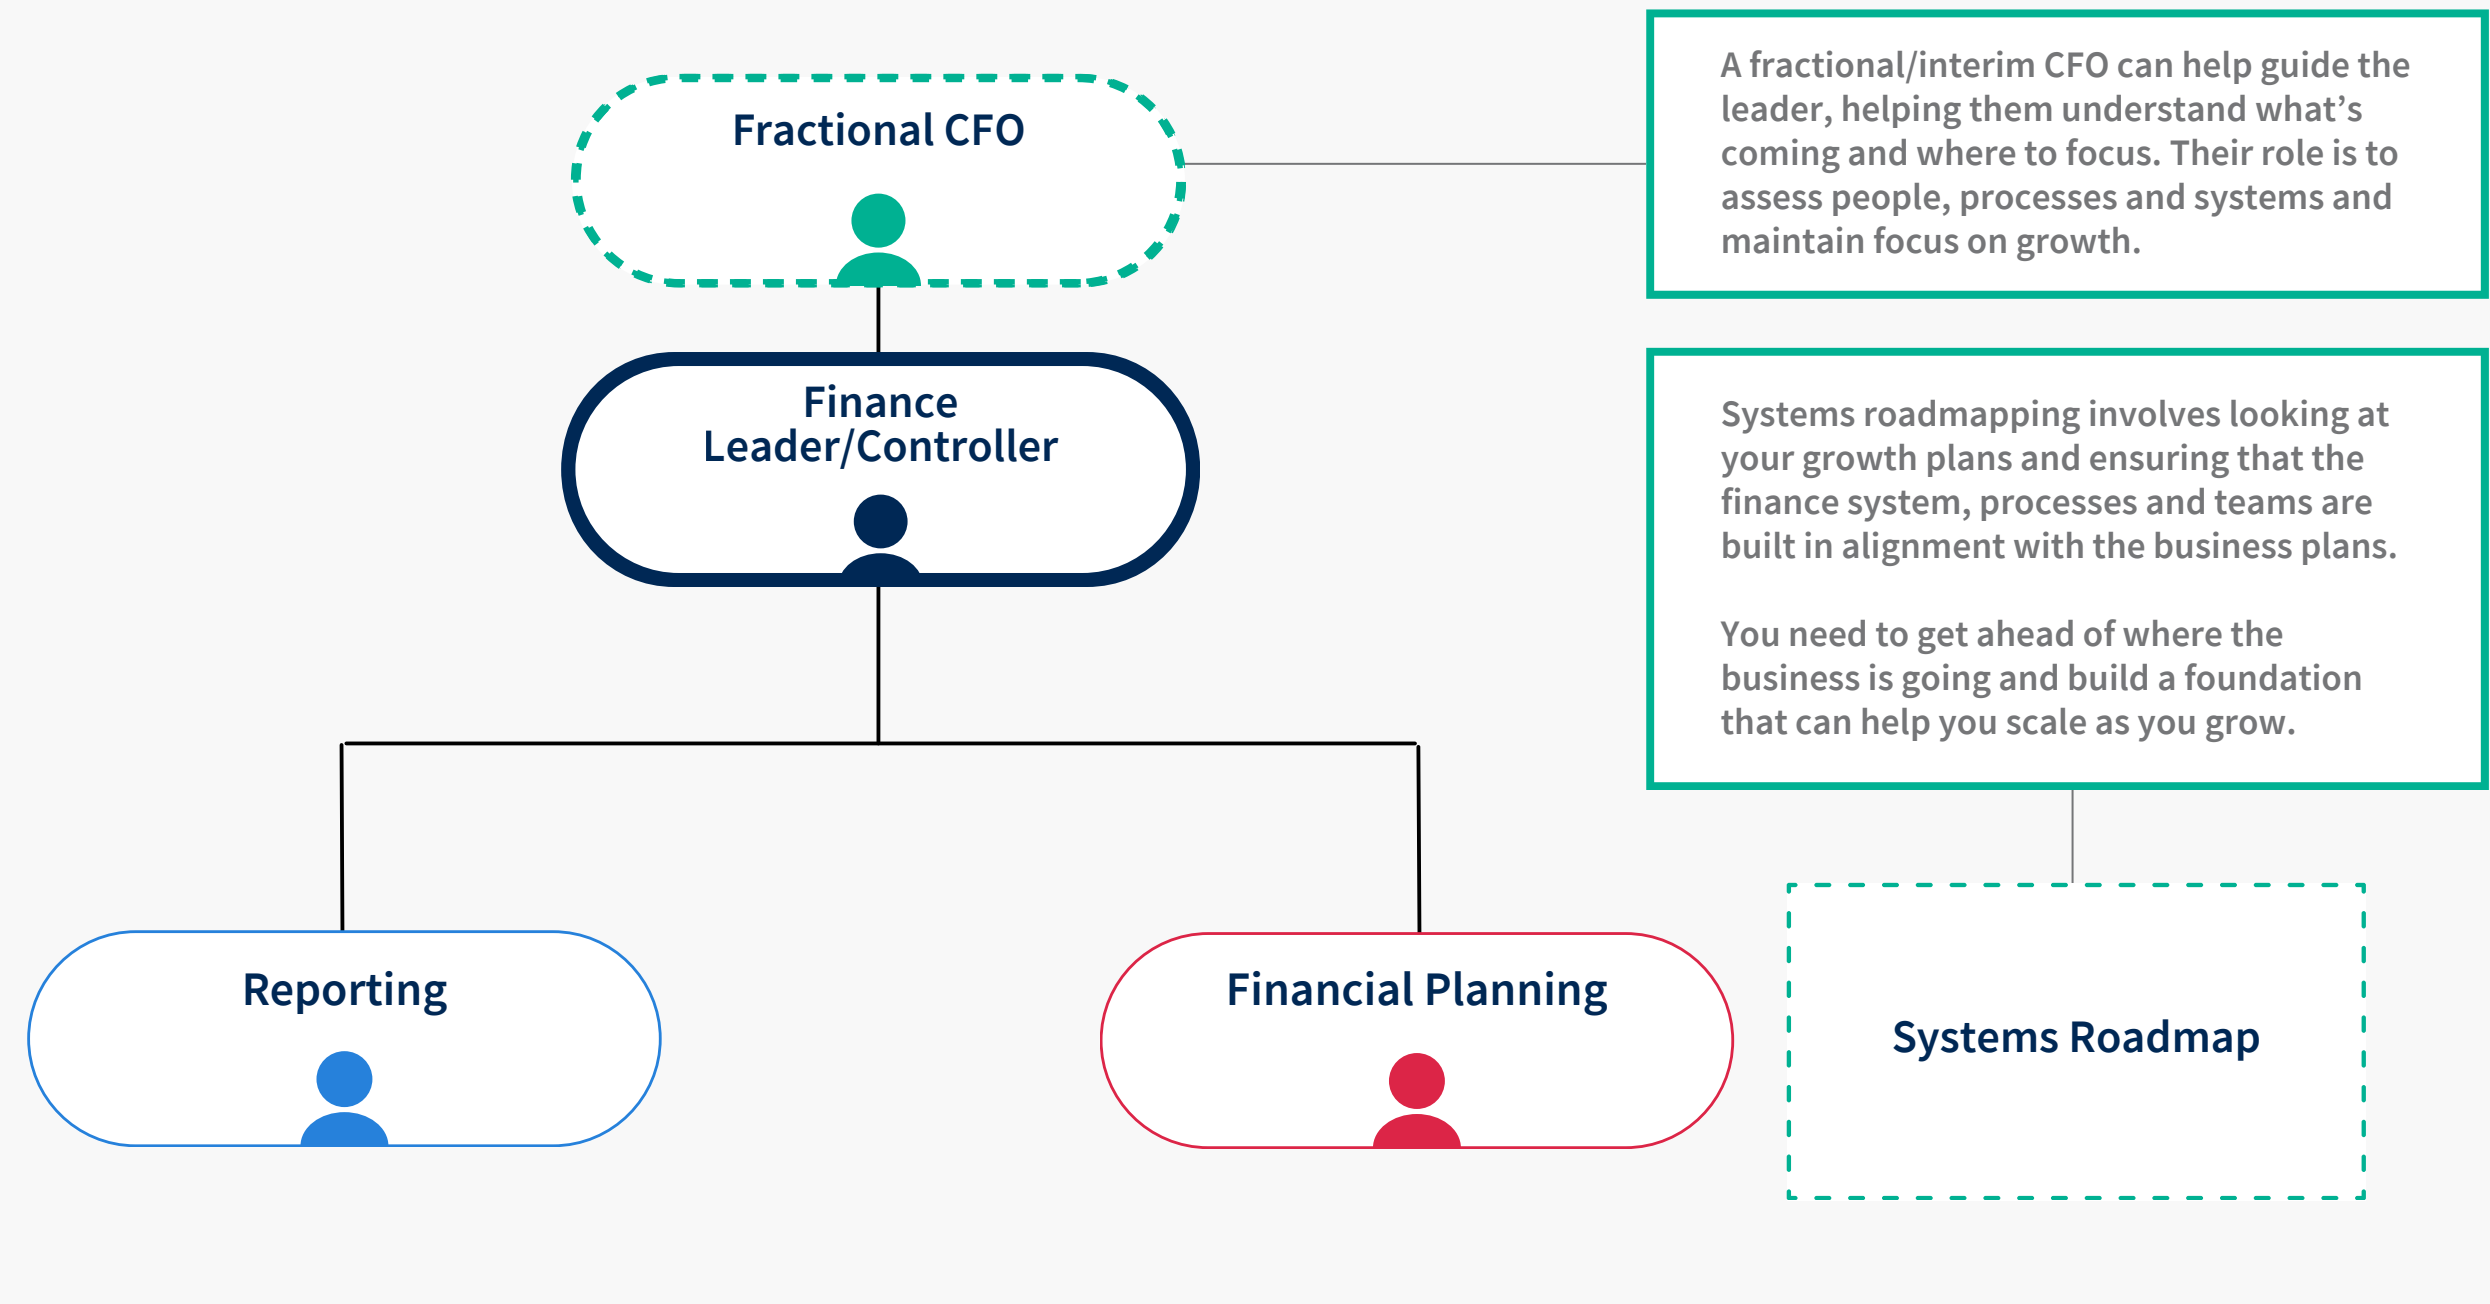 Fractional CFO
A fractional/interim CFO can help guide the
leader, helping them understand what’s
coming and where to focus. Their role is to
assess people, processes and systems and
maintain focus on growth.
Finance
Leader/Controller
Systems roadmapping involves looking at
your growth plans and ensuring that the
finance system, processes and teams are
built in alignment with the business plans.
You need to get ahead of where the
business is going and build a foundation
that can help you scale as you grow.
Reporting
Financial Planning
Systems Roadmap